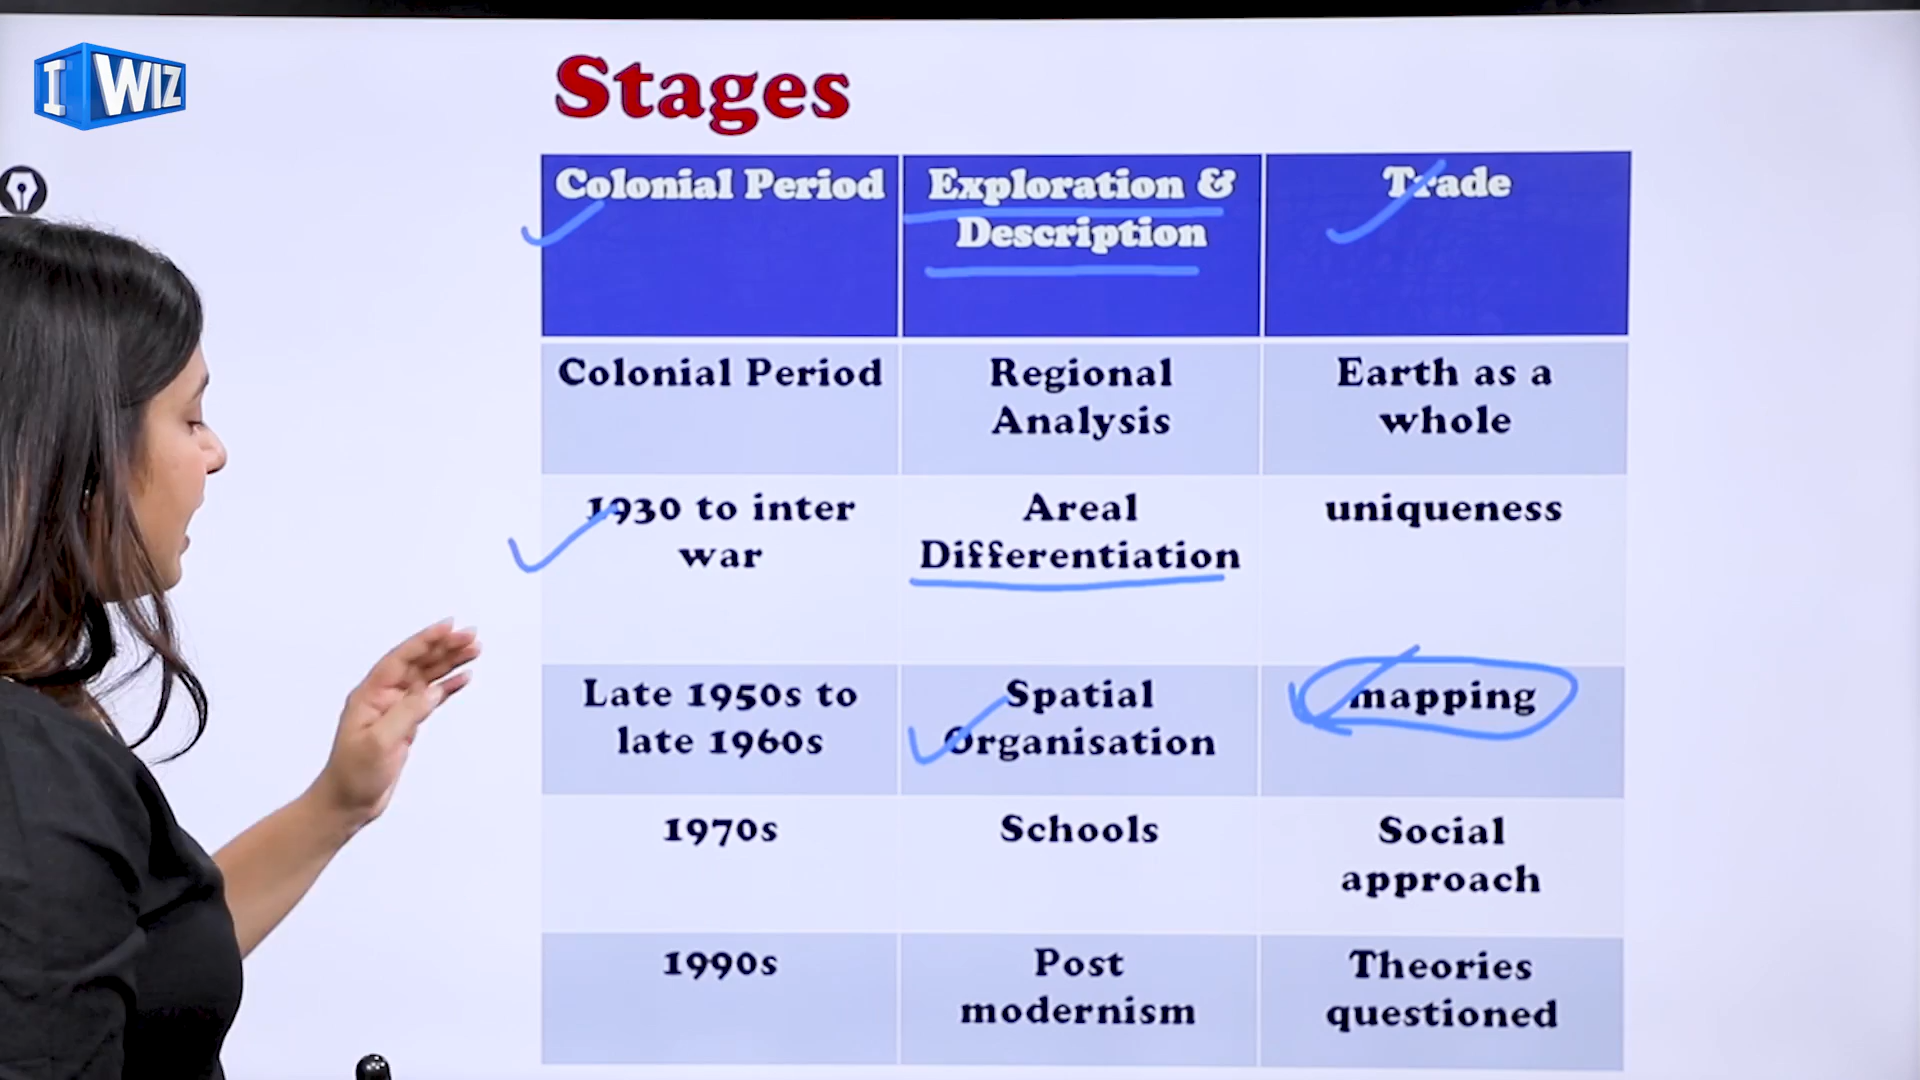 I WIZ
Stages
Colonial Period
Exploration &
Description
Trade
Colonial Period
Regional
Analysis
Earth as a
whole
1930 to inter
war
Areal
Differentiation
uniqueness
Late 1950s to
late 1960s
Spatial
Organisation
mapping
1970s
Schools
Social
approach
1990s
Post
modernism
Theories
questioned